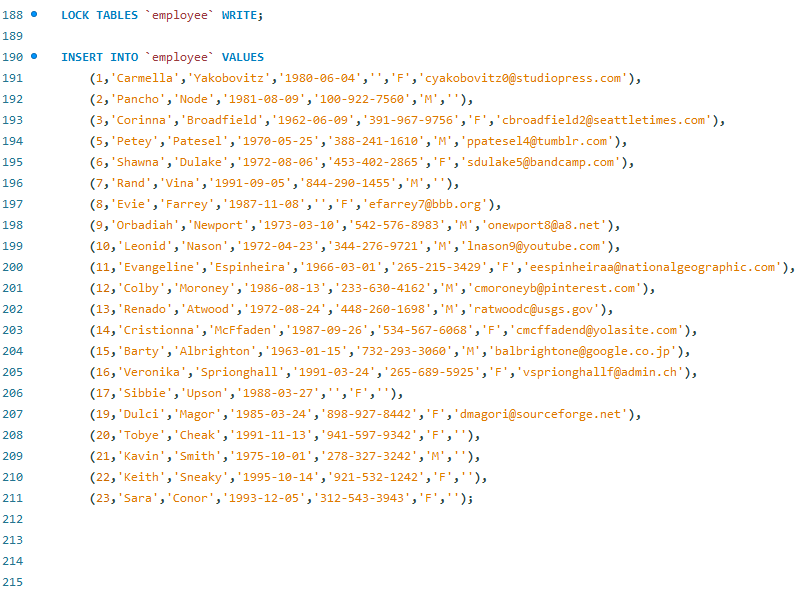 188 LOCK TABLES `employee` WRITE;
189
190 INSERT INTO `employee` VALUES
191 (1,'Carmella','Yakobovitz','1980-06-04','','F','cyakobovitz0@studiopress.com'),
192 (2,'Pancho','Node','1981-08-09','100-922-7560','M',''),
193 (3,'Corinna','Broadfield','1962-06-09','391-967-9756','F','cbroadfield2@seattletimes.com'),
194 (5,'Petey','Patesel','1970-05-25','388-241-1610','M','ppatesel4@tumblr.com'),
195 (6,'Shawna','Dulake','1972-08-06','453-402-2865','F','sdulake5@bandcamp.com'),
196 (7,'Rand','Vina','1991-09-05','844-290-1455','M',''),
197 (8,'Evie','Farrey','1987-11-08','','F','efarrey7@bbb.org'),
198 (9,'Orbadiah','Newport','1973-03-10','542-576-8983','M','onewport8@a8.net'),
199 (10,'Leonid','Nason','1972-04-23','344-276-9721','M','lnason9@youtube.com'),
200 (11,'Evangeline','Espinheira','1966-03-01','265-215-3429','F','eespinheiraa@nationalgeographic.com'),
201 (12,'Colby','Moroney','1986-08-13','233-630-4162','M','cmoroneyb@pinterest.com'),
202 (13,'Renado','Atwood','1972-08-24','448-260-1698','M','ratwoodc@usgs.gov'),
203 (14,'Cristionna','McFfaden','1987-09-26','534-567-6068','F','cmcffadend@yolasite.com'),
204 (15,'Barty','Albrighton','1963-01-15','732-293-3060','M','balbrightone@google.co.jp'),
205 (16,'Veronika','Sprionghall','1991-03-24','265-689-5925','F','vsprionghallf@admin.ch'),
206 (17,'Sibbie','Upson','1988-03-27','','F',''),
207 (19,'Dulci','Magor','1985-03-24','898-927-8442','F','dmagori@sourceforge.net'),
208 (20,'Tobye','Cheak','1991-11-13','941-597-9342','F',''),
209 (21,'Kavin','Smith','1975-10-01','278-327-3242','M',''),
210 (22,'Keith','Sneaky','1995-10-14','921-532-1242','F',''),
211 (23,'Sara','Conor','1993-12-05','312-543-3943','F','');
212
213
214
215